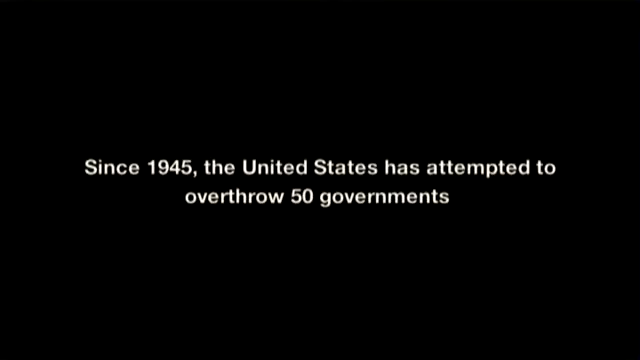 Since 1945, the United States has attempted to
overthrow 50 governments